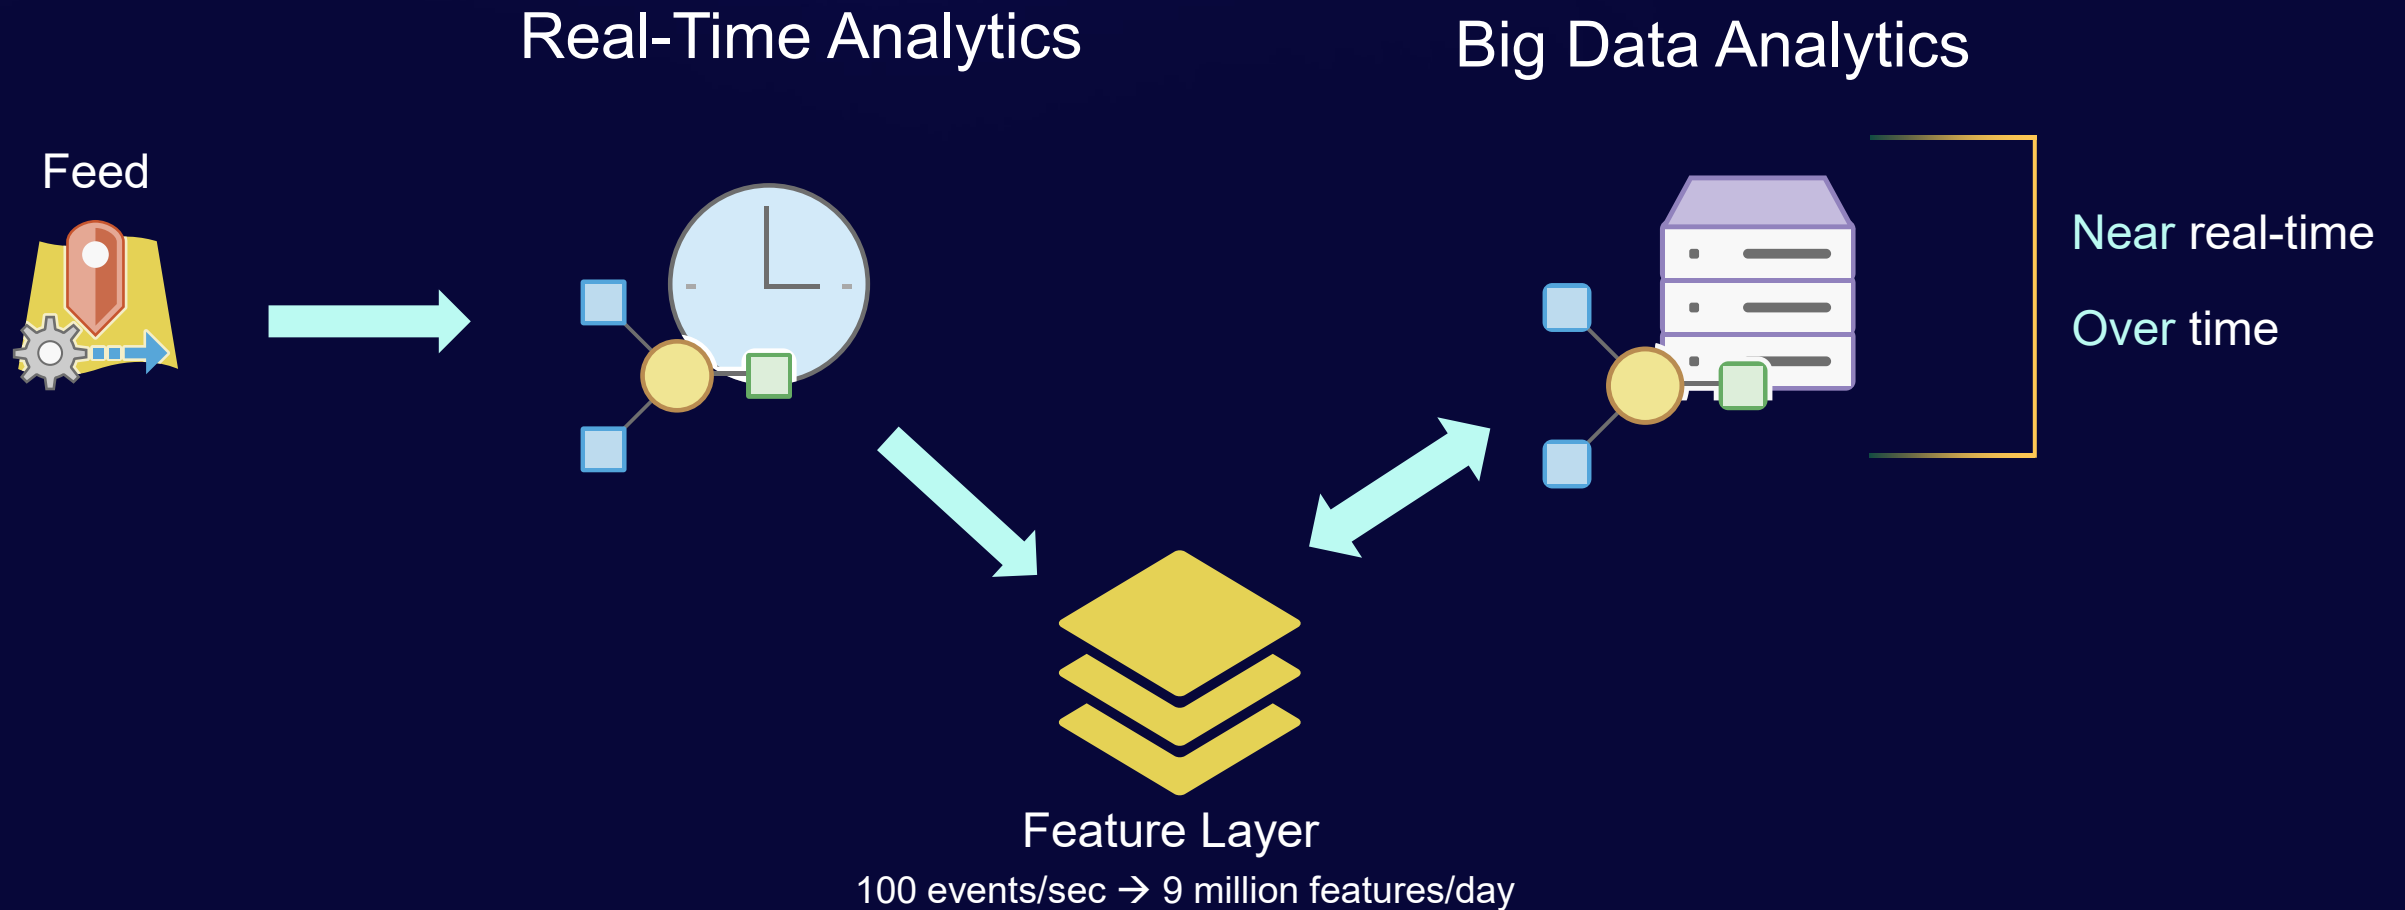 Real-Time Analytics
Big Data Analytics
Feed
Near real-time
Over time
Feature Layer
100 events/sec → 9 million features/day